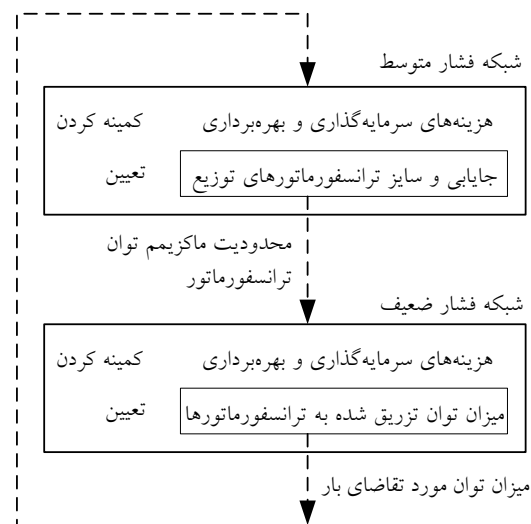 شبکه فشار متوسط
کمینه کردن هزینه‌های سرمایه‌گذاری و بهره‌برداری
تعیین جایابی و سایز ترانسفورماتورهای توزیع
محدودیت ماکزیمم توان
ترانسفورماتور
شبکه فشار ضعیف
کمینه کردن هزینه‌های سرمایه‌گذاری و بهره‌برداری
تعیین میزان توان تزریق شده به ترانسفورماتورها
میزان توان مورد تقاضای بار